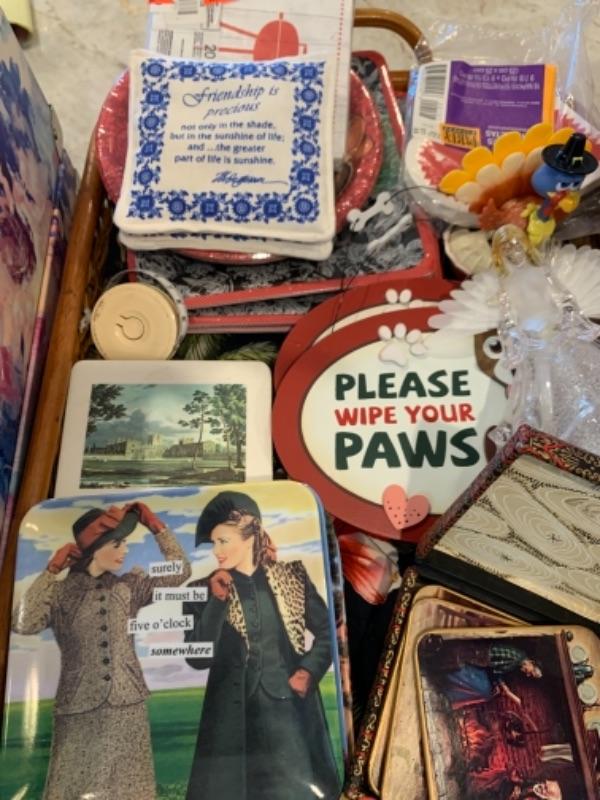 Friendship is
precious
not only in the shade,
but in the sunshine of life;
and ...the greater
part of life is sunshine.
PLEASE
WIPE YOUR
PAWS
surely
it must be
five o'clock
somewhere